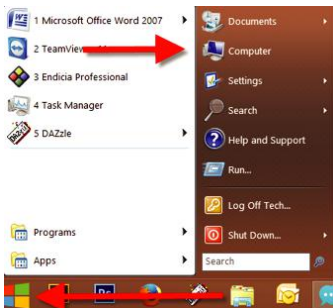 1 Microsoft Office Word 2007
2 TeamView
3 Endicia Professional
4 Task Manager
5 DAZzle
Programs
Apps
Documents
Computer
Settings
Search
Help and Support
Run...
Log Off Tech...
Shut Down...
Search